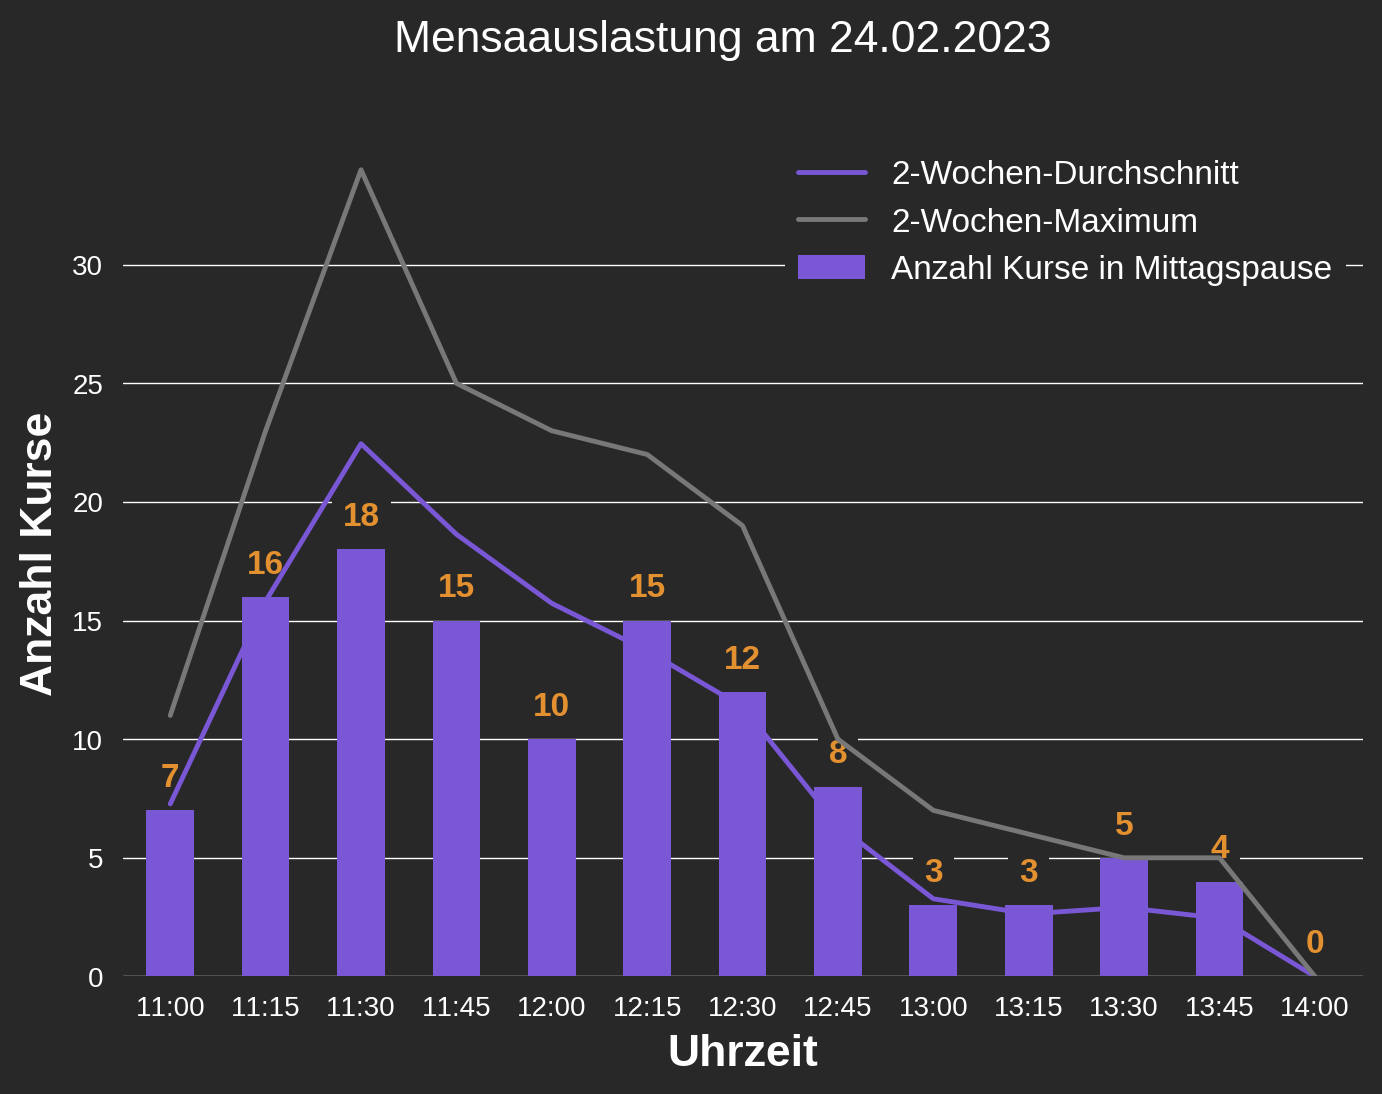 Mensaauslastung am 24.02.2023
2-Wochen-Durchschnitt
2-Wochen-Maximum
Anzahl Kurse in Mittagspause
Anzahl Kurse
30
25
20
15
10
5
0
7
16
18
15
10
15
12
8
3
3
5
4
0
11:00 11:15 11:30 11:45 12:00 12:15 12:30 12:45 13:00 13:15 13:30 13:45 14:00
Uhrzeit